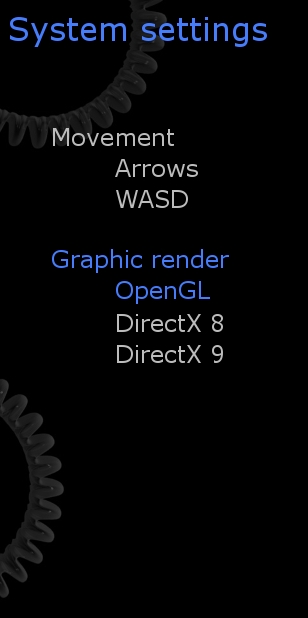 System settings
Movement
Arrows
WASD
Graphic render
OpenGL
DirectX 8
DirectX 9